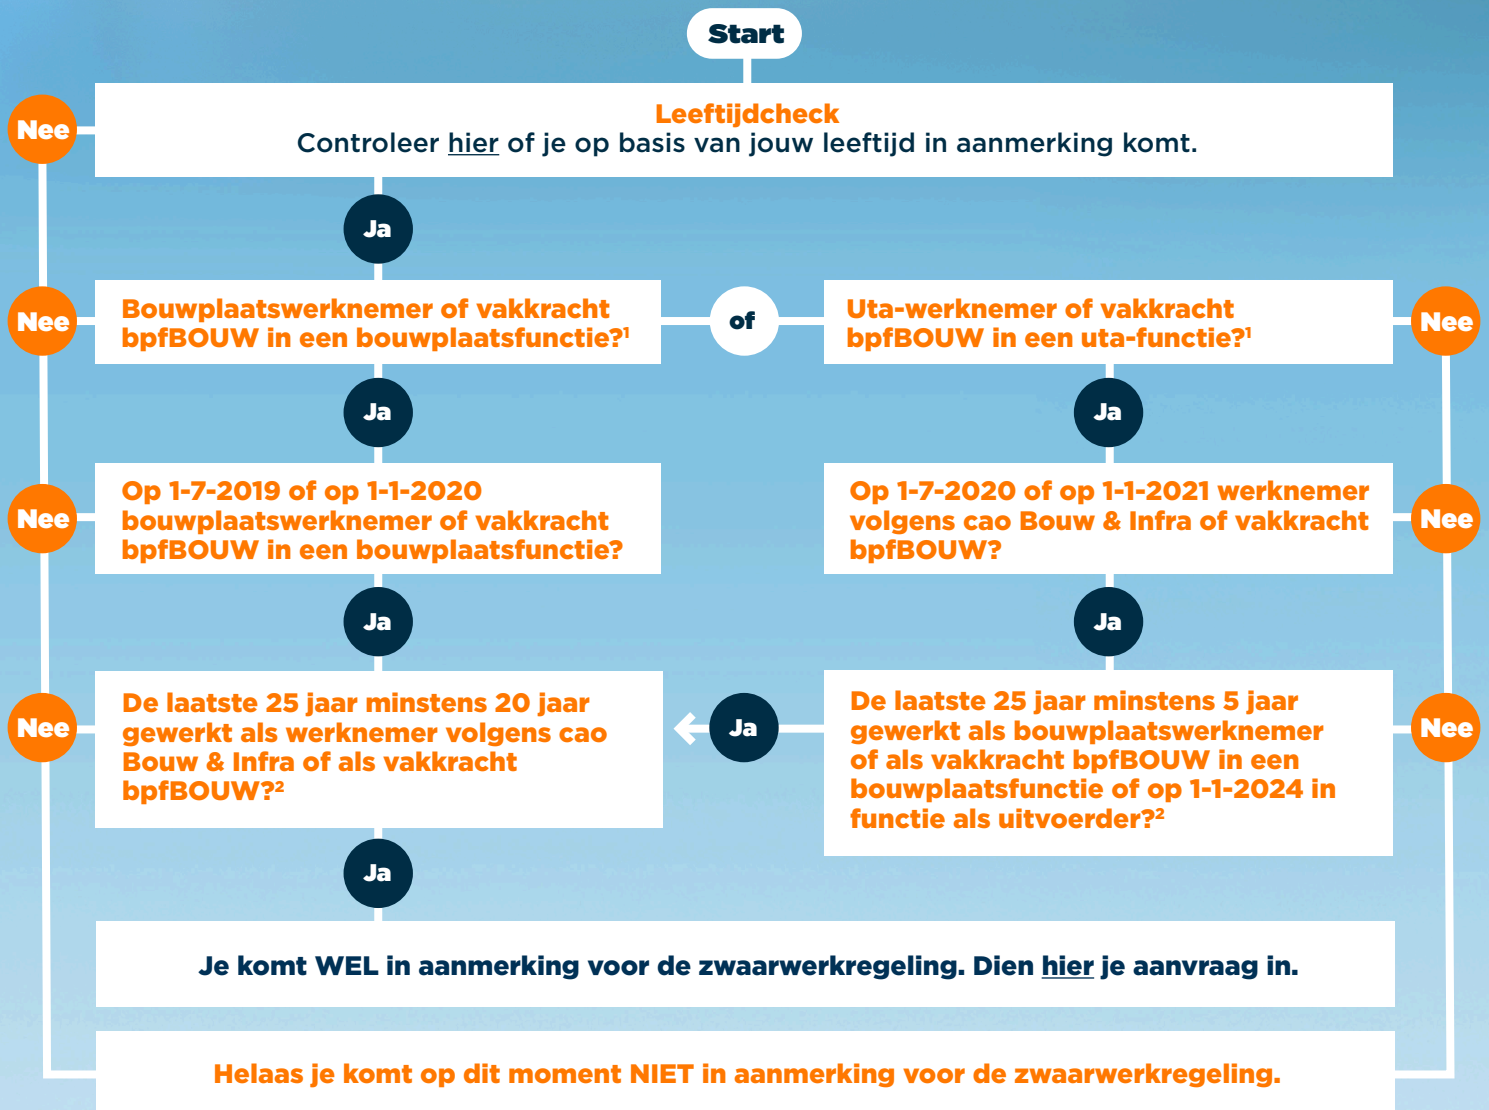 Start
Leeftijdcheck
Nee
Controleer hier of je op basis van jouw leeftijd in aanmerking komt.
Ja
Nee
Bouwplaatswerknemer of vakkracht
bpfBOUW in een bouwplaatsfunctie?¹
of
Uta-werknemer of vakkracht
bpfBOUW in een uta-functie?¹
Nee
Ja
Ja
Nee
Op 1-7-2019 of op 1-1-2020
bouwplaatswerknemer of vakkracht
bpfBOUW in een bouwplaatsfunctie?
Op 1-7-2020 of op 1-1-2021 werknemer
volgens cao Bouw & Infra of vakkracht
bpfBOUW?
Nee
Ja
Ja
Nee
De laatste 25 jaar minstens 20 jaar
gewerkt als werknemer volgens cao
Bouw & Infra of als vakkracht
bpfBOUW?²
Ja
De laatste 25 jaar minstens 5 jaar
gewerkt als bouwplaatswerknemer
of als vakkracht bpfBOUW in een
bouwplaatsfunctie of op 1-1-2024 in
functie als uitvoerder?²
Nee
Ja
Je komt WEL in aanmerking voor de zwaarwerkregeling. Dien hier je aanvraag in.
Helaas je komt op dit moment NIET in aanmerking voor de zwaarwerkregeling.